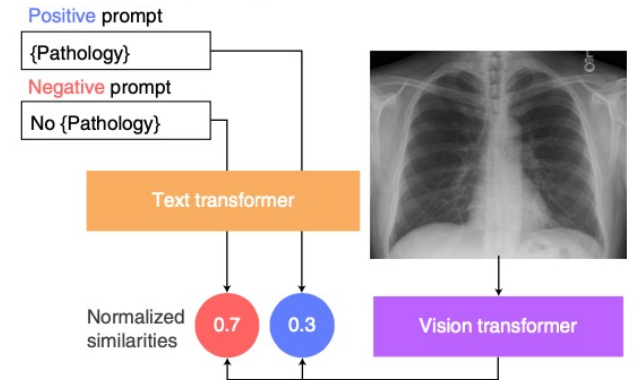 Positive prompt
{Pathology}
Negative prompt
No {Pathology}
Text transformer
Normalized
similarities
0.7
0.3
Vision transformer